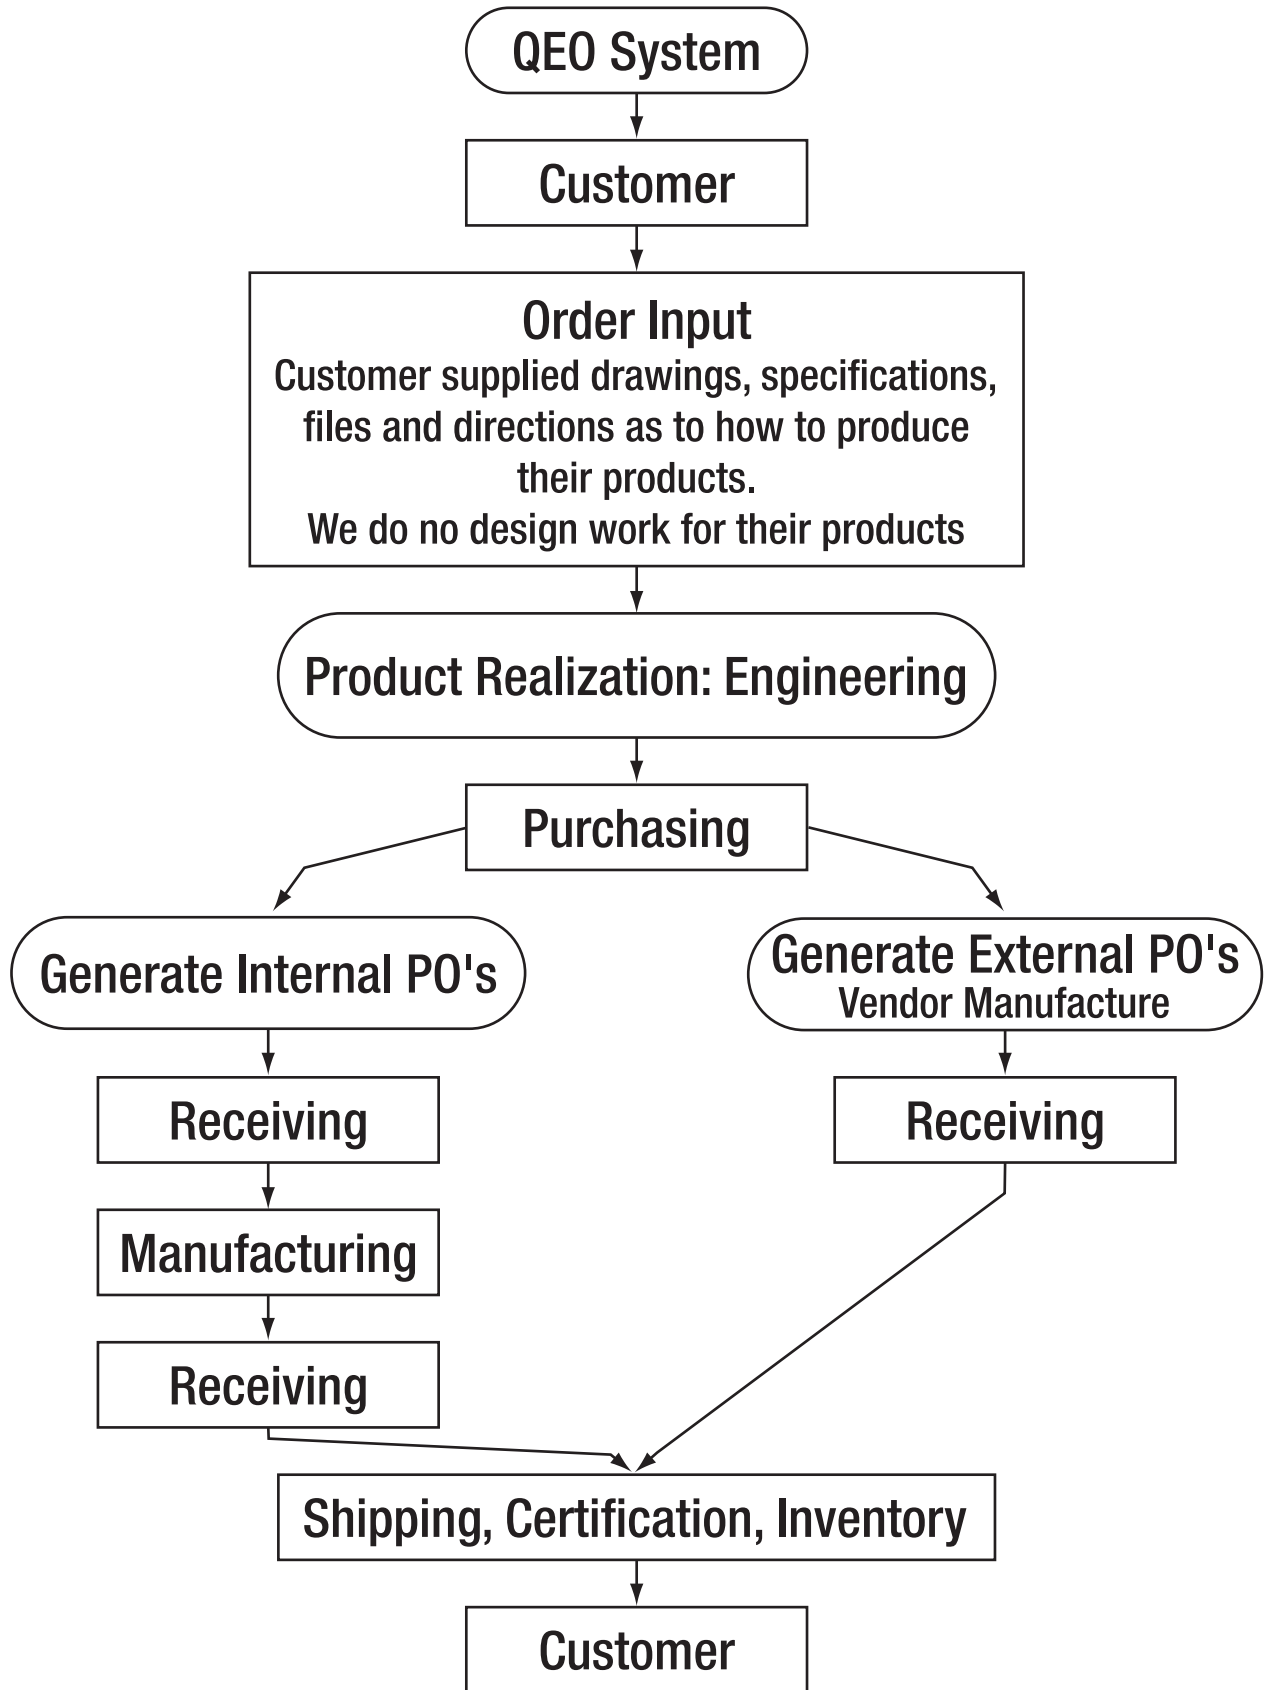 QEO System
Customer
Order Input
Customer supplied drawings, specifications,
files and directions as to how to produce
their products.
We do no design work for their products
Product Realization: Engineering
Purchasing
Generate Internal PO's
Generate External PO's
Vendor Manufacture
Receiving
Receiving
Manufacturing
Receiving
Shipping, Certification, Inventory
Customer